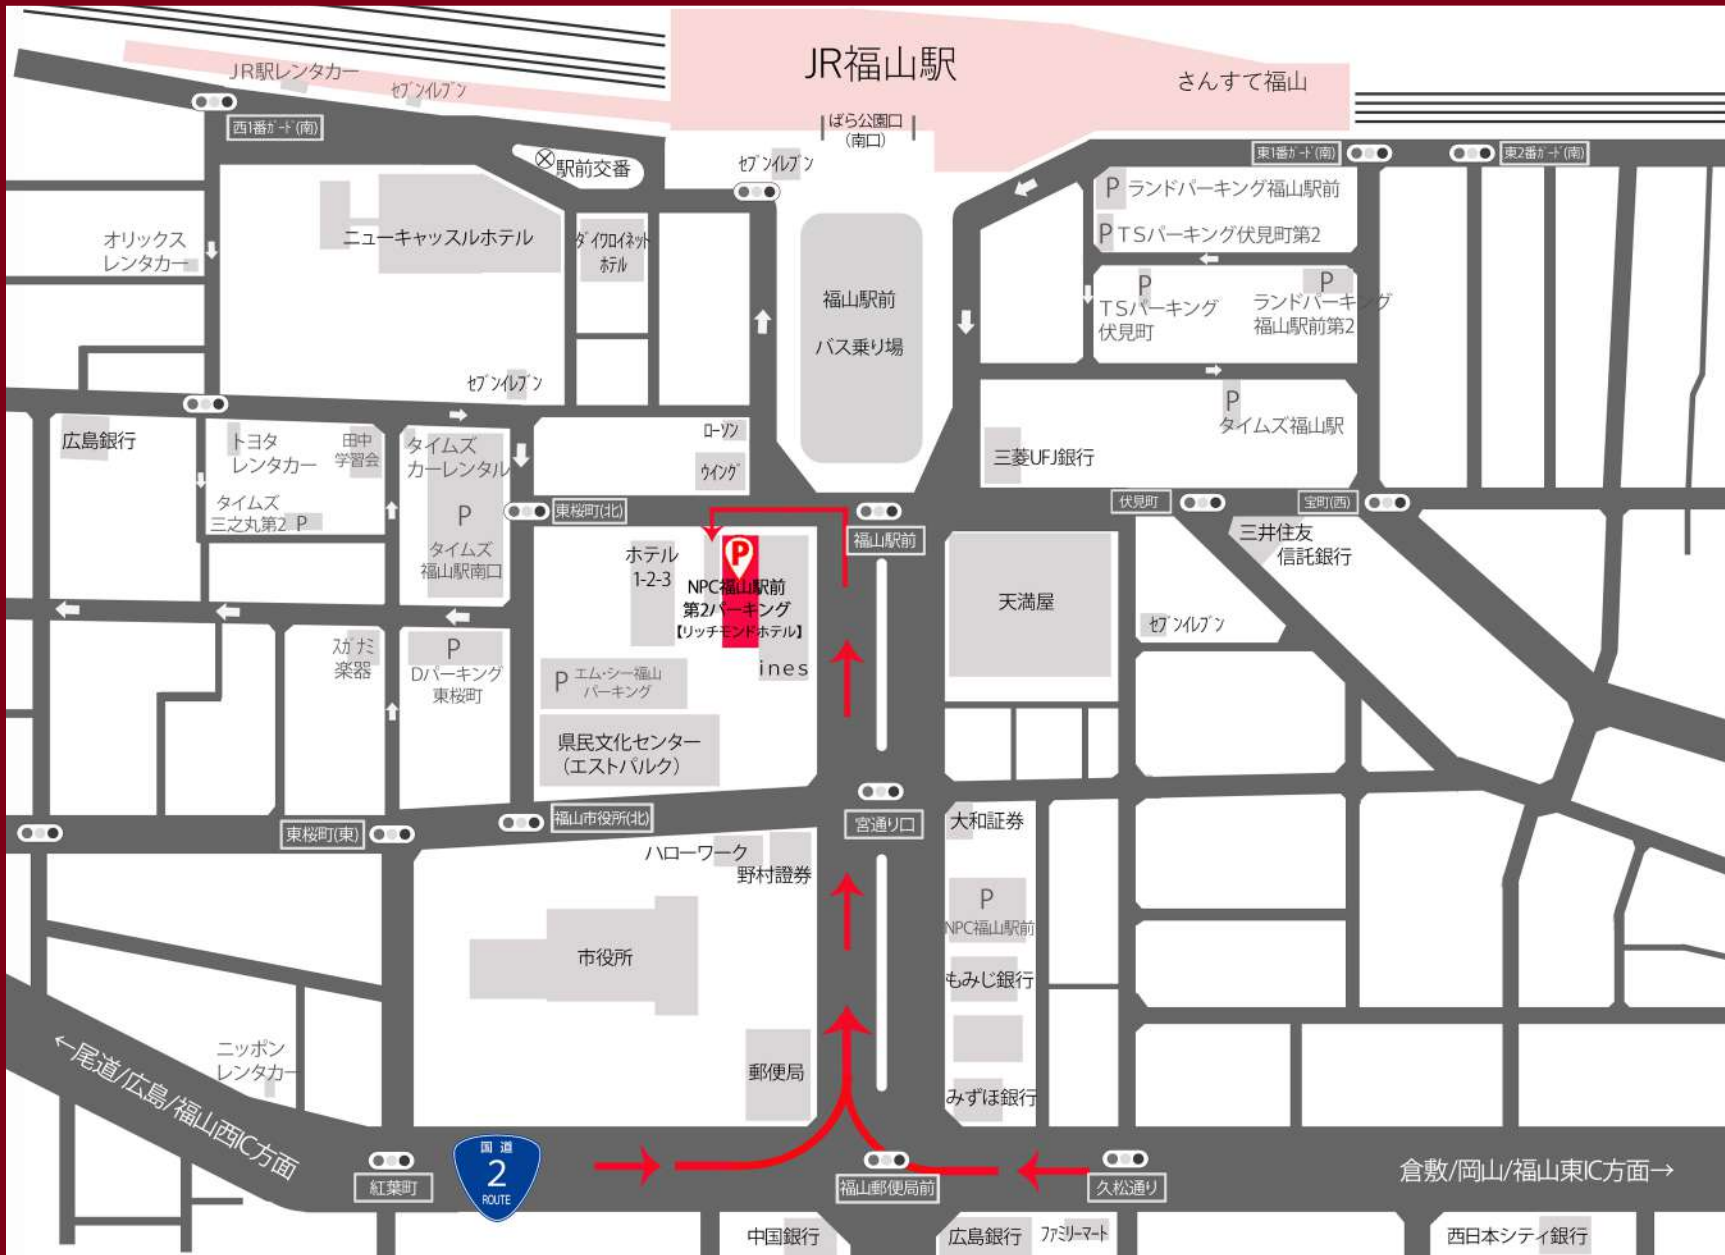 JR福山駅
さんすて福山
JR駅レンタカー
セブンイレブン
西1番ガード(南)
ばら公園口
(南口)
駅前交番
セブンイレブン
東1番ガード(南)
東2番ガード(南)
P ランドパーキング福山駅前
P TSパーキング伏見町第2
オリックス
レンタカー
ニューキャッスルホテル
ダイワロイネット
ホテル
福山駅前
バス乗り場
P
TSパーキング
伏見町
P
ランドパーキング
福山駅前第2
セブンイレブン
P
タイムズ福山駅
広島銀行
トヨタ
レンタカー
田中
学習会
タイムズ
カーレンタル
ローソン
ウイング
三菱UFJ銀行
タイムズ
三之丸第2 P
P
タイムズ
福山駅南口
東桜町(北)
福山駅前
伏見町
宝町(西)
三井住友
信託銀行
ホテル
1-2-3
P
NPC福山駅前
第2パーキング
【リッチモンドホテル】
ines
天満屋
セブンイレブン
スガナミ
楽器
P
Dパーキング
東桜町
P エム・シー福山
パーキング
県民文化センター
(エストパルク)
東桜町(東)
福山市役所(北)
宮通り口
大和証券
ハローワーク
野村證券
P
NPC福山駅前
市役所
もみじ銀行
郵便局
みずほ銀行
ニッポン
レンタカー
←尾道/広島/福山西IC方面
国道
2
ROUTE
紅葉町
福山郵便局前
久松通り
倉敷/岡山/福山東IC方面→
中国銀行
広島銀行
ファミリーマート
西日本シティ銀行